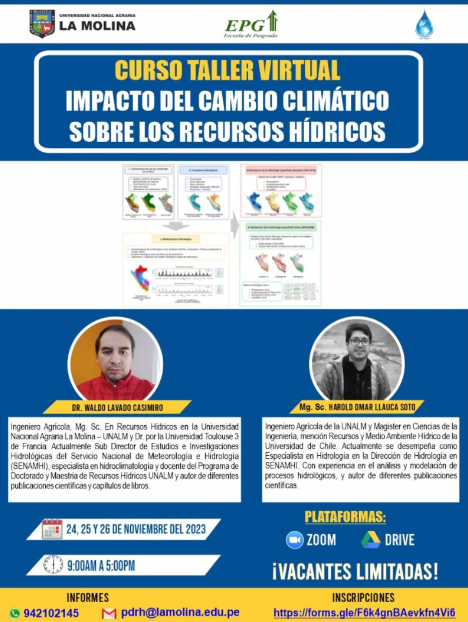 UNIVERSIDAD NACIONAL AGRARIA
LA MOLINA
EPG
Escuela de Posgrado
CURSO TALLER VIRTUAL
IMPACTO DEL CAMBIO CLIMÁTICO
SOBRE LOS RECURSOS HÍDRICOS
DR. WALDO LAVADO CASIMIRO
Ingeniero Agrícola, Mg. Sc. En Recursos Hídricos en la Universidad
Nacional Agraria La Molina – UNALM y Dr. por la Universidad Toulouse 3
de Francia. Actualmente Sub Director de Estudios e Investigaciones
Hidrológicas del Servicio Nacional de Meteorología e Hidrología
(SENAMHI), especialista en hidroclimatología y docente del Programa de
Doctorado y Maestria de Recursos Hídricos UNALM y autor de diferentes
publicaciones científicas y capítulos de libros.
Mg. Sc. HAROLD OMAR LLAUCA SOTO
Ingeniero Agrícola de la UNALM y Magister en Ciencias de la
Ingeniería, mención Recursos y Medio Ambiente Hídrico de la
Universidad de Chile. Actualmente se desempeña como
Especialista en Hidrología en la Dirección de Hidrología en
SENAMHI. Con experiencia en el análisis y modelación de
procesos hidrológicos, y autor de diferentes publicaciones
científicas.
24, 25 Y 26 DE NOVIEMBRE DEL 2023
9:00AM A 5:00PM
PLATAFORMAS:
ZOOM
DRIVE
¡VACANTES LIMITADAS!
INFORMES
942102145
pdrh@lamolina.edu.pe
INSCRIPCIONES
https://forms.gle/F6k4gnBAevkfn4Vi6